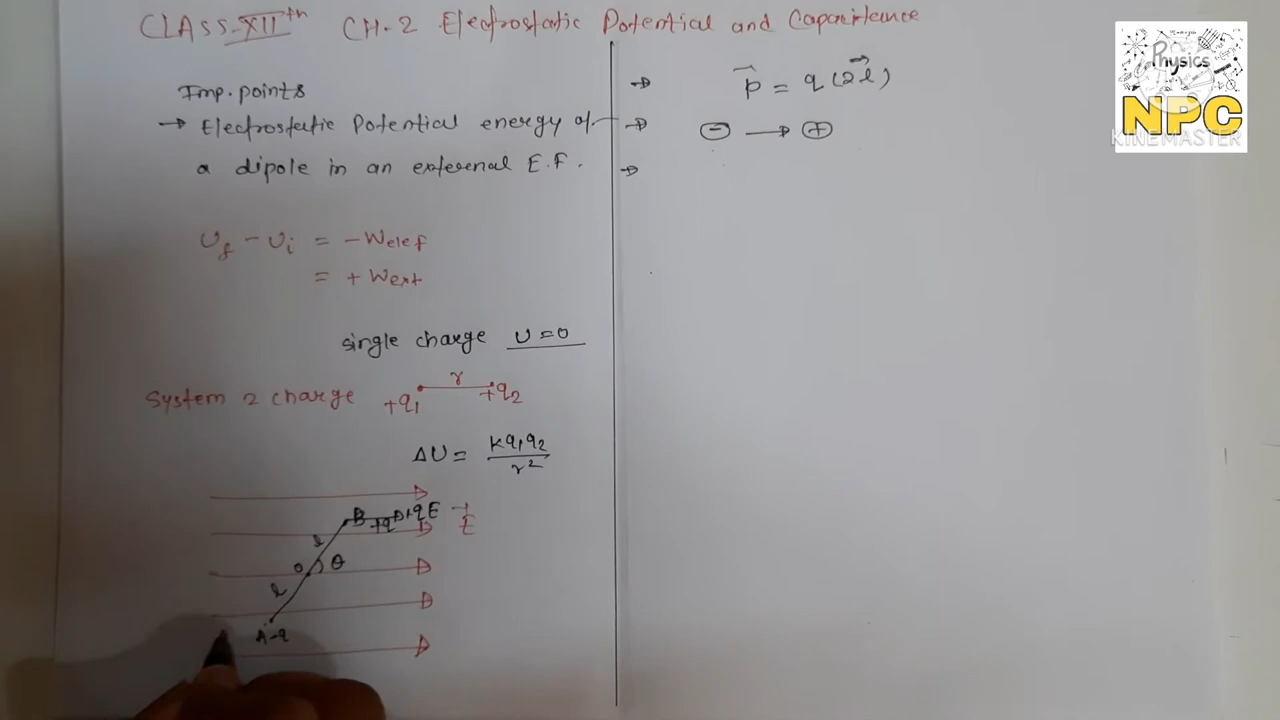 CLASS-XIIth CH.2 Electrostatic Potential and Capacitance
Imp. points
→ Electrostatic Potential energy of
a dipole in an external E.F.
Uf - Ui = -Welef
= + Wext
single charge U=0
System 2 charge +q1 r +q2
ΔU = Kq1q2/r2
B +q +qE E
l
O θ
l
A-q
p = q(2l)
- → +
Physics
NPC
KINEMASTER